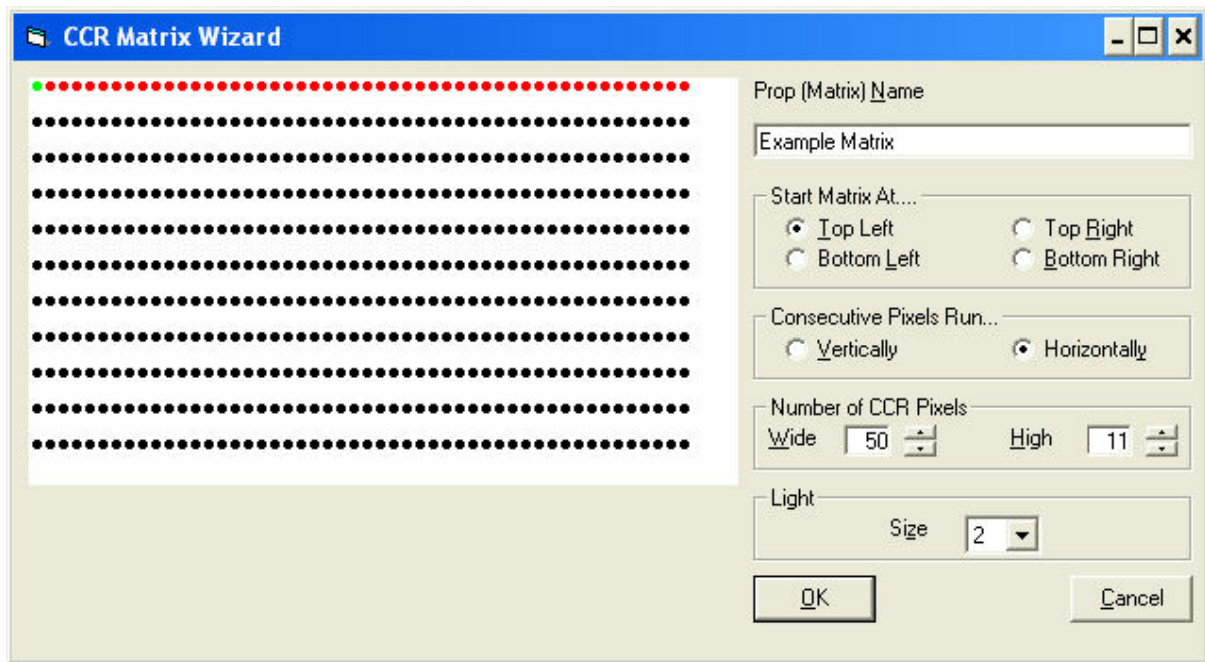 CCR Matrix Wizard
Prop (Matrix) Name
Example Matrix
Start Matrix At....
Top Left Top Right
Bottom Left Bottom Right
Consecutive Pixels Run...
Vertically Horizontally
Number of CCR Pixels
Wide 50 High 11
Light
Size 2
OK Cancel